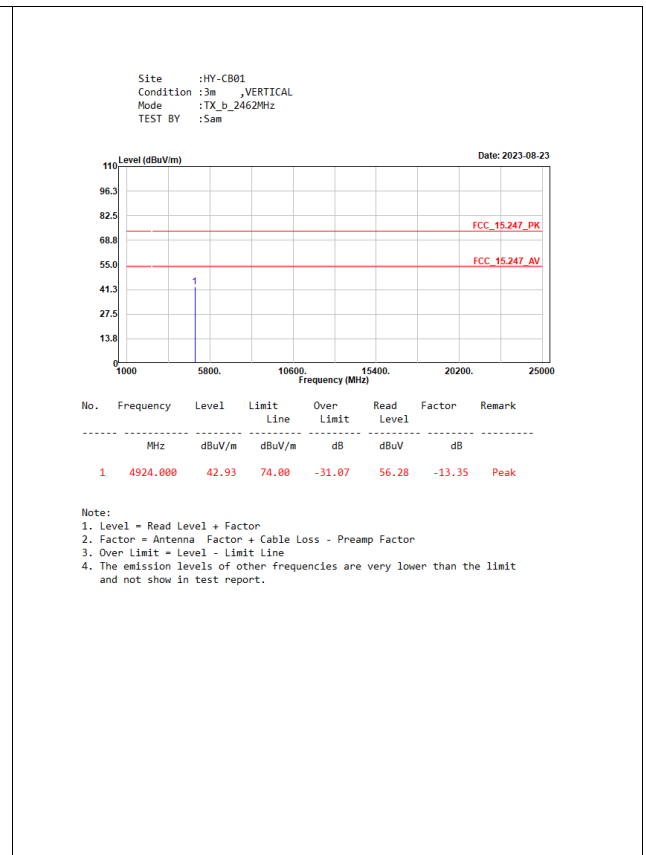 Site      :HY-CB01
Condition :3m   ,VERTICAL
Mode      :TX_b_2462MHz
TEST BY   :Sam
Level (dBuV/m)
Date: 2023-08-23
110
96.3
82.5
FCC_15.247_PK
68.8
55.0
FCC_15.247_AV
41.3
1
27.5
13.8
0
1000 5800. 10600. 15400. 20200. 25000
Frequency (MHz)
No. Frequency Level Limit Over Read Factor Remark
Line Limit Level
------ ----------- -------- --------- --------- --------- -------- ---------
MHz dBuV/m dBuV/m dB dBuV dB
1 4924.000 42.93 74.00 -31.07 56.28 -13.35 Peak
Note:
1. Level = Read Level + Factor
2. Factor = Antenna  Factor + Cable Loss - Preamp Factor
3. Over Limit = Level - Limit Line
4. The emission levels of other frequencies are very lower than the limit
and not show in test report.